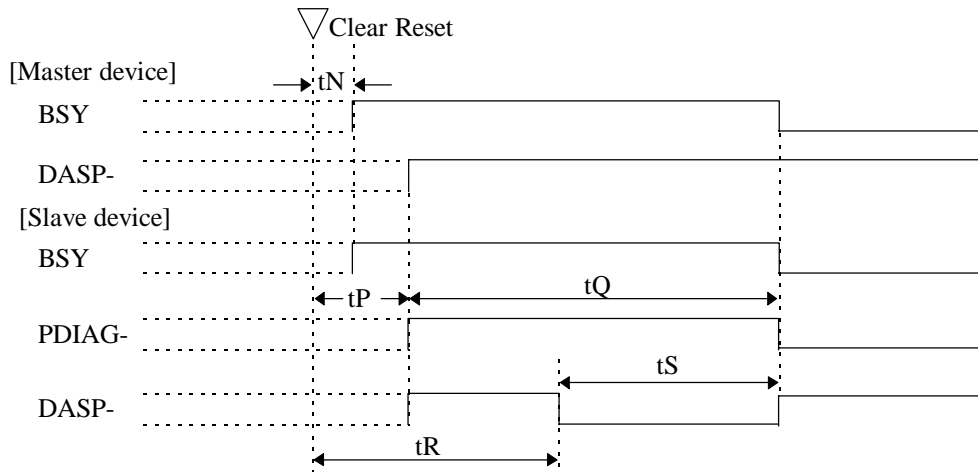 Clear Reset
[Master device]
tN
BSY
DASP-
[Slave device]
BSY
tP
tQ
PDIAG-
tS
DASP-
tR